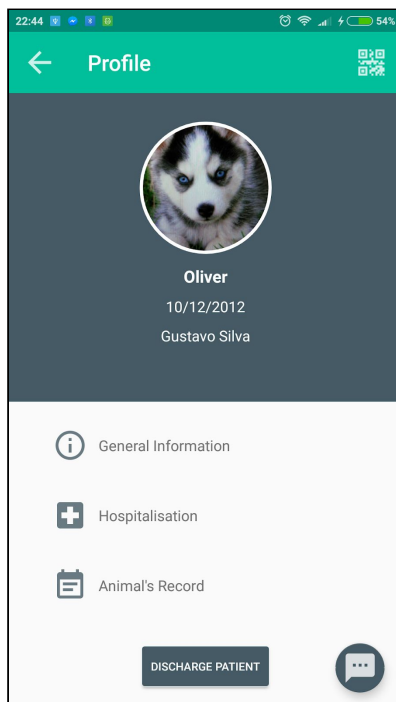 22:44 54%
Profile
Oliver
10/12/2012
Gustavo Silva
General Information
Hospitalisation
Animal's Record
DISCHARGE PATIENT